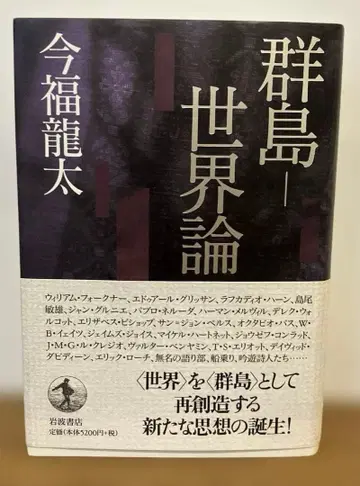 群島―世界論
今福龍太
ウィリアム・フォークナー、エドゥアール・グリッサン、ラフカディオ・ハーン、島尾
敏雄、ジャン・グルニエ、パブロ・ネルーダ、ハーマン・メルヴィル、デレク・ウォ
ルコット、エリザベス・ビショップ、サン=ジョン・ペルス、オクタビオ・パス、W・
B・イェイツ、ジェイムズ・ジョイス、マイケル・ハートネット、ジョウゼフ・コンラッド、
J・M・G・ル・クレジオ、ヴァルター・ベンヤミン、T・S・エリオット、デイヴィッド・
ダビディーン、エリック・ローチ、無名の語り部、船乗り、吟遊詩人たち……
〈世界〉を〈群島〉として
再創造する
新たな思想の誕生!
岩波書店
定価(本体5200円+税)